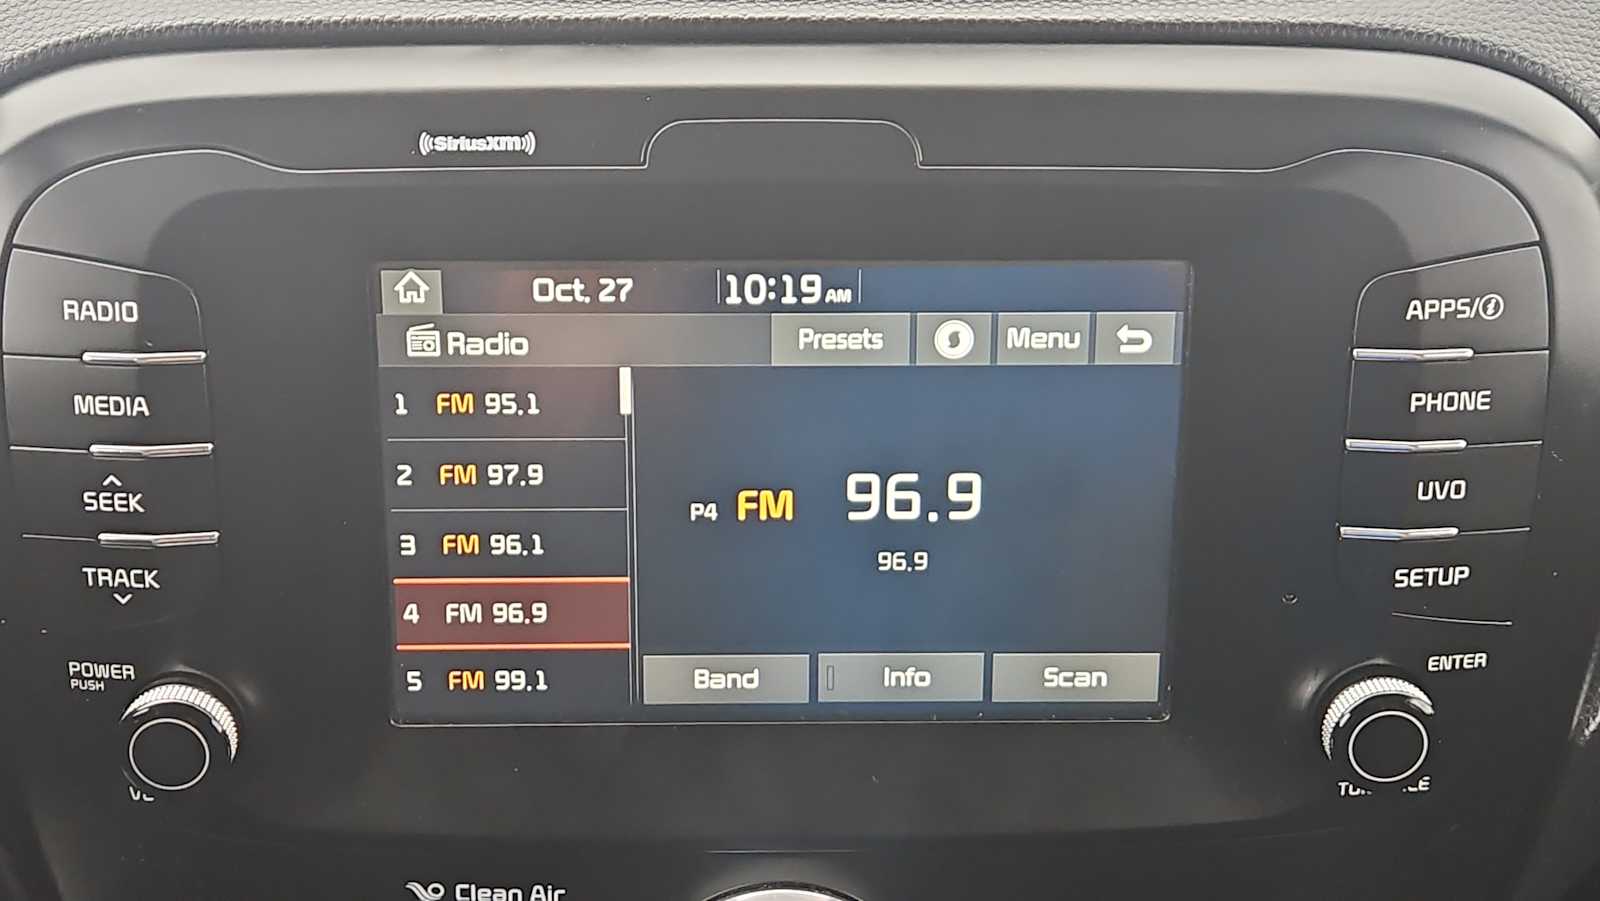 SiriusXM
RADIO
MEDIA
SEEK
TRACK
POWER
PUSH
Oct. 27
10:19 AM
Radio
Presets
Menu
1 FM 95.1
2 FM 97.9
3 FM 96.1
4 FM 96.9
5 FM 99.1
P4 FM 96.9
96.9
Band
Info
Scan
APPS/i
PHONE
UVO
SETUP
ENTER
Clean Air